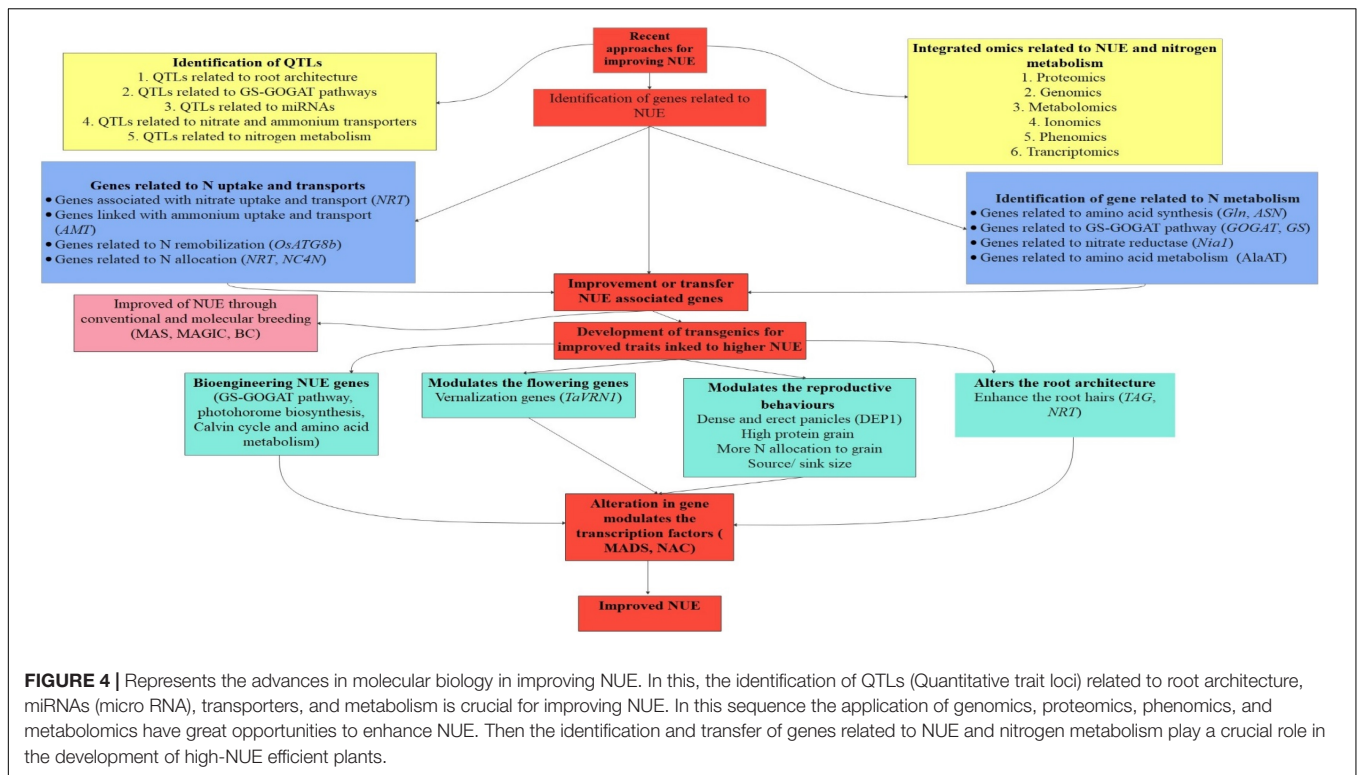 Recent
approaches for
improving NUE
Identification of QTLs
1. QTLs related to root architecture
2. QTLs related to GS-GOGAT pathways
3. QTLs related to miRNAs
4. QTLs related to nitrate and ammonium transporters
5. QTLs related to nitrogen metabolism
Integrated omics related to NUE and nitrogen
metabolism
1. Proteomics
2. Genomics
3. Metabolomics
4. Ionomics
5. Phenomics
6. Trancriptomics
Identification of genes related to
NUE
Genes related to N uptake and transports
• Genes associated with nitrate uptake and transport (NRT)
• Genes linked with ammonium uptake and transport
(AMT)
• Genes related to N remobilization (OsATG8b)
• Genes related to N allocation (NRT, NC4N)
Identification of gene related to N metabolism
• Genes related to amino acid synthesis (Gln, ASN)
• Genes related to GS-GOGAT pathway (GOGAT, GS)
• Genes related to nitrate reductase (Nia1)
• Genes related to amino acid metabolism (AlaAT)
Improvement or transfer
NUE associated genes
Improved of NUE through
conventional and molecular breeding
(MAS, MAGIC, BC)
Development of transgenics for
improved traits inked to higher NUE
Bioengineering NUE genes
(GS-GOGAT pathway,
photohorome biosynthesis,
Calvin cycle and amino acid
metabolism)
Modulates the flowering genes
Vernalization genes (TaVRN1)
Modulates the reproductive
behaviours
Dense and erect panicles (DEP1)
High protein grain
More N allocation to grain
Source/ sink size
Alters the root architecture
Enhance the root hairs (TAG,
NRT)
Alteration in gene
modulates the
transcription factors (
MADS, NAC)
Improved NUE
FIGURE 4 | Represents the advances in molecular biology in improving NUE. In this, the identification of QTLs (Quantitative trait loci) related to root architecture,
miRNAs (micro RNA), transporters, and metabolism is crucial for improving NUE. In this sequence the application of genomics, proteomics, phenomics, and
metabolomics have great opportunities to enhance NUE. Then the identification and transfer of genes related to NUE and nitrogen metabolism play a crucial role in
the development of high-NUE efficient plants.